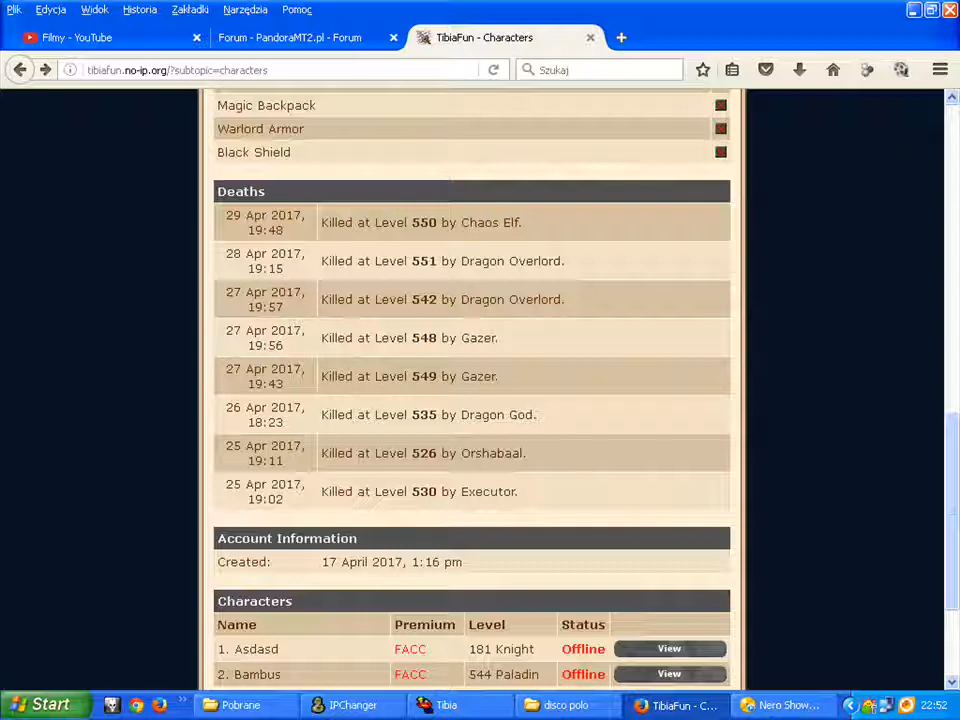 Plik Edycja Widok Historia Zakładki Narzędzia Pomoc
Filmy - YouTube Forum - PandoraMT2.pl - Forum TibiaFun - Characters
tibiafun.no-ip.org/?subtopic=characters Szukaj
Magic Backpack
Warlord Armor
Black Shield
Deaths
29 Apr 2017,
19:48
Killed at Level 550 by Chaos Elf.
28 Apr 2017,
19:15
Killed at Level 551 by Dragon Overlord.
27 Apr 2017,
19:57
Killed at Level 542 by Dragon Overlord.
27 Apr 2017,
19:56
Killed at Level 548 by Gazer.
27 Apr 2017,
19:43
Killed at Level 549 by Gazer.
26 Apr 2017,
18:23
Killed at Level 535 by Dragon God.
25 Apr 2017,
19:11
Killed at Level 526 by Orshabaal.
25 Apr 2017,
19:02
Killed at Level 530 by Executor.
Account Information
Created: 17 April 2017, 1:16 pm
Characters
Name Premium Level Status
1. Asdasd FACC 181 Knight Offline View
2. Bambus FACC 544 Paladin Offline View
Start Pobrane IPChanger Tibia disco polo TibiaFun - C... Nero Show... 22:52